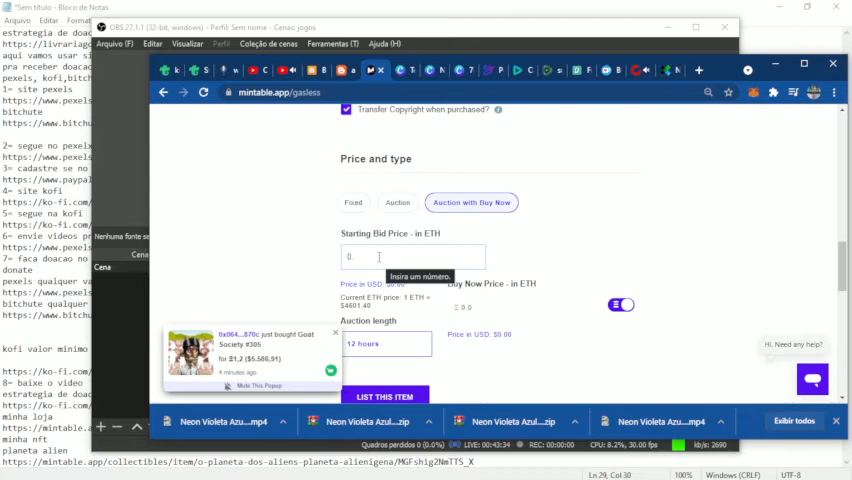 *Sem título - Bloco de Notas
Arquivo Editar Format
estrategia de doac
https://livrariago
aqui vamos usar si
pra receber doacao
pexels, kofi,bitch
1= site pexels
https://www.pexels
bitchute
https://www.bitchu
2= segue no pexelx
https://www.pexels
3= cadastre se no
https://www.paypal
4= site kofi
https://ko-fi.com/
5= segue na kofi
https://ko-fi.com/
6= envie videos pr
https://www.pexels
7= faca doacao no
donate
pexels qualquer va
https://www.pexels
https://www.bitchu
bitchute qualquer
kofi valor minimo
https://ko-fi.com/
8= baixe o video
estrategia de doac
https://ko-fi.com/
minha loja
https://mintable.a
minha nft
planeta alien
https://mintable.app/collectibles/item/o-planeta-dos-aliens-planeta-alienigena/MGFshig2NmTTS_X
OBS 27.1.1 (32-bit, windows) - Perfil: Sem nome - Cenas: jogos
Arquivo (F) Editar Visualizar Perfil Coleção de cenas Ferramentas (T) Ajuda (H)
Nenhuma fonte se
Cena
Cena
mintable.app/gasless
Transfer Copyright when purchased?
Price and type
Fixed Auction Auction with Buy Now
Starting Bid Price - in ETH
0.
Insira um número.
Price in USD: $0.00
Buy Now Price - in ETH
Current ETH price: 1 ETH =
$4601.40
Ξ 0.0
Auction length
Price in USD: $0.00
12 hours
LIST THIS ITEM
0x064...870c just bought Goat
Society #305
for Ξ1,2 ($5.586,91)
4 minutes ago
Mute This Popup
Hi. Need any help?
Neon Violeta Azu....mp4
Neon Violeta Azul....zip
Neon Violeta Azul....zip
Neon Violeta Azu....mp4
Exibir todos
Quadros perdidos 0 (0.0%) LIVE: 00:43:34 REC: 00:00:00 CPU: 8.2%, 30.00 fps kb/s: 2690
Ln 29, Col 30 100% Windows (CRLF) UTF-8